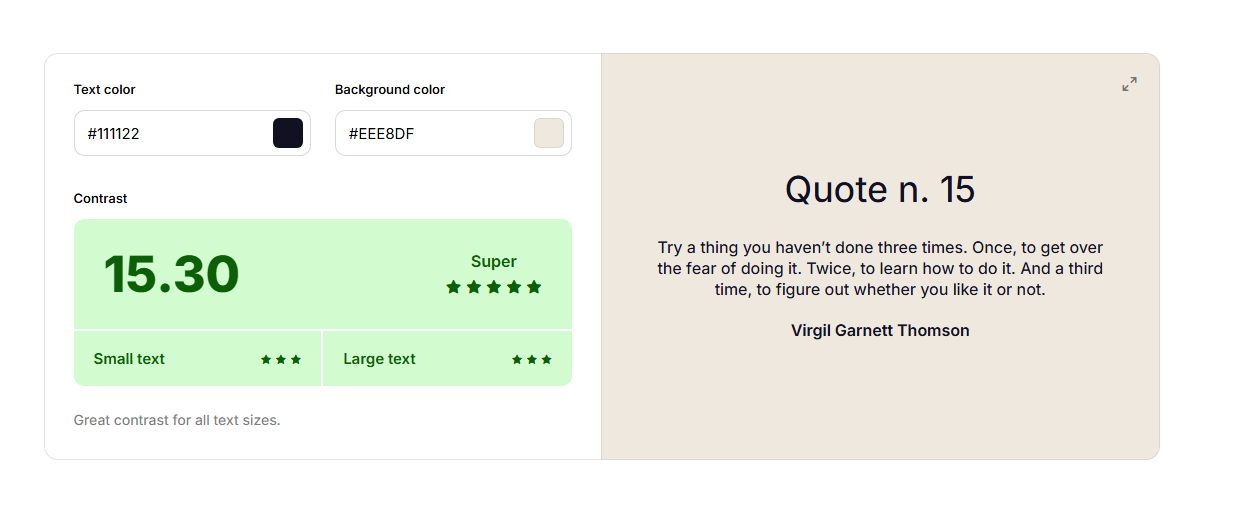 Text color
#111122
Background color
#EEE8DF
Contrast
15.30
Super
Small text
Large text
Great contrast for all text sizes.
Quote n. 15
Try a thing you haven’t done three times. Once, to get over
the fear of doing it. Twice, to learn how to do it. And a third
time, to figure out whether you like it or not.
Virgil Garnett Thomson